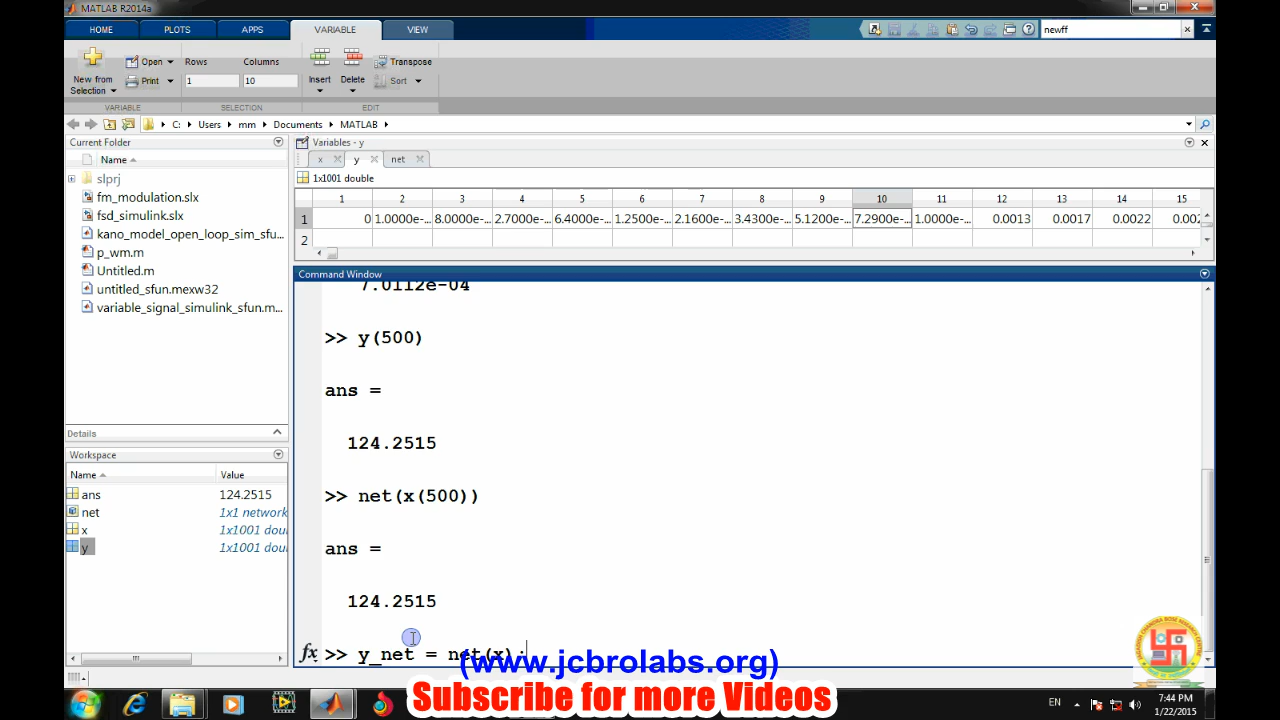 MATLAB R2014a
HOME PLOTS APPS VARIABLE VIEW newff
New from Selection
Open
Print
Rows Columns
1 10
Insert Delete
Transpose
Sort
VARIABLE SELECTION EDIT
C: Users mm Documents MATLAB
Current Folder
Name
slprj
fm_modulation.slx
fsd_simulink.slx
kano_model_open_loop_sim_sfu...
p_wm.m
Untitled.m
untitled_sfun.mexw32
variable_signal_simulink_sfun.m...
Details
Workspace
Name Value
ans 124.2515
net 1x1 network
x 1x1001 dou
y 1x1001 dou
Variables - y
x y net
1x1001 double
1 2 3 4 5 6 7 8 9 10 11 12 13 14 15
1 0 1.0000e-... 8.0000e-... 2.7000e-... 6.4000e-... 1.2500e-... 2.1600e-... 3.4300e-... 5.1200e-... 7.2900e-... 1.0000e-... 0.0013 0.0017 0.0022 0.002
2
Command Window
7.0112e-04
>> y(500)
ans =
124.2515
>> net(x(500))
ans =
124.2515
fx >> y_net = net(x);
(www.jcbrolabs.org)
Subscribe for more Videos
EN
7:44 PM
1/22/2015